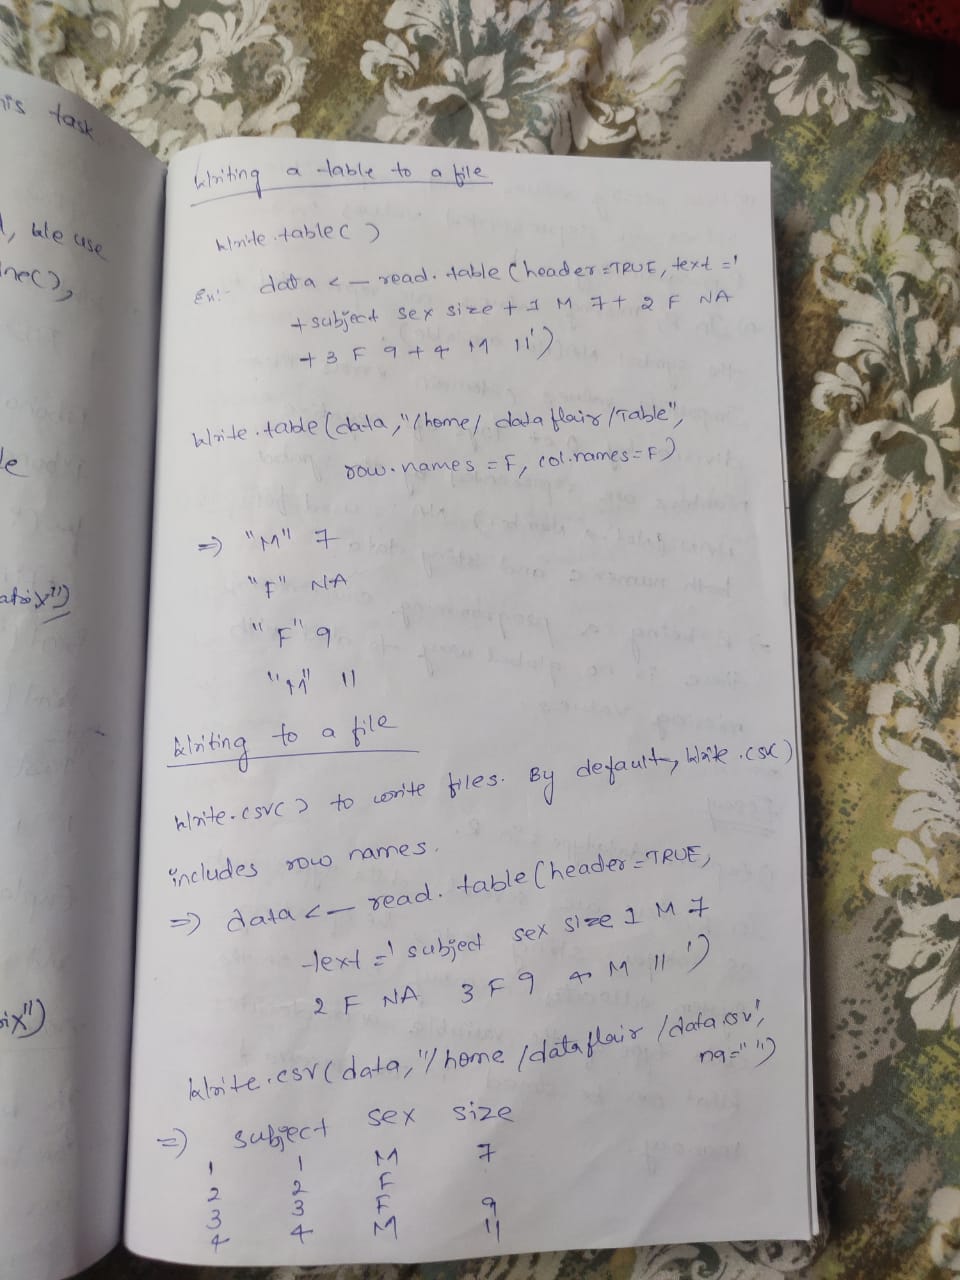 his task
, we use
ne(),
le
atrix")
rix")
Writing a table to a file
Write.table( )
Ex:- data <- read.table(header=TRUE, text='
+subject sex size + 1 M 7 + 2 F NA
+ 3 F 9 + 4 M 11')
Write.table(data,"/home/dataflair/Table",
row.names = F, col.names=F)
=> "M" 7
"F" NA
"F" 9
"M" 11
Writing to a file
Write.csv( ) to write files. By default, Write.csv( )
includes row names.
=> data <- read.table(header=TRUE,
text=' subject sex size 1 M 7
2 F NA 3 F 9 4 M 11 ')
Write.csv(data,"/home/dataflair/data.csv",
na=" ")
=> subject sex size
1 1 M 7
2 2 F
3 3 F 9
4 4 M 11